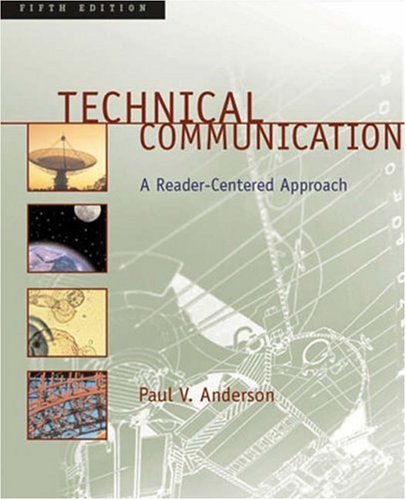 FIFTH EDITION
TECHNICAL
COMMUNICATION
A Reader-Centered Approach
Paul V. Anderson